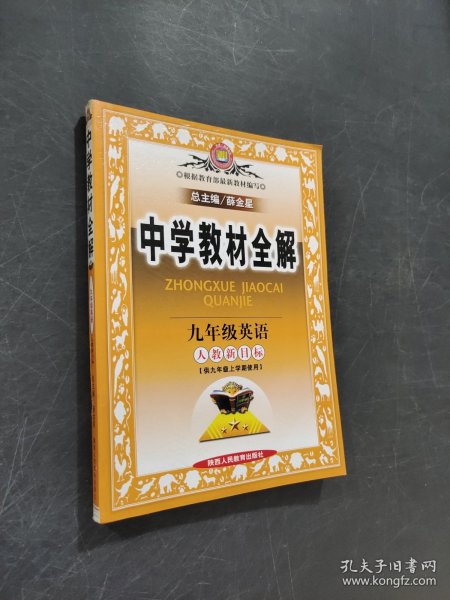 ◎根据教育部最新教材编写◎
总主编/薛金星
中学教材全解
ZHONGXUE JIAOCAI
QUANJIE
九年级英语
人教新目标
【供九年级上学期使用】
陕西人民教育出版社
中学教材全解
孔夫子旧书网
www.kongfz.com